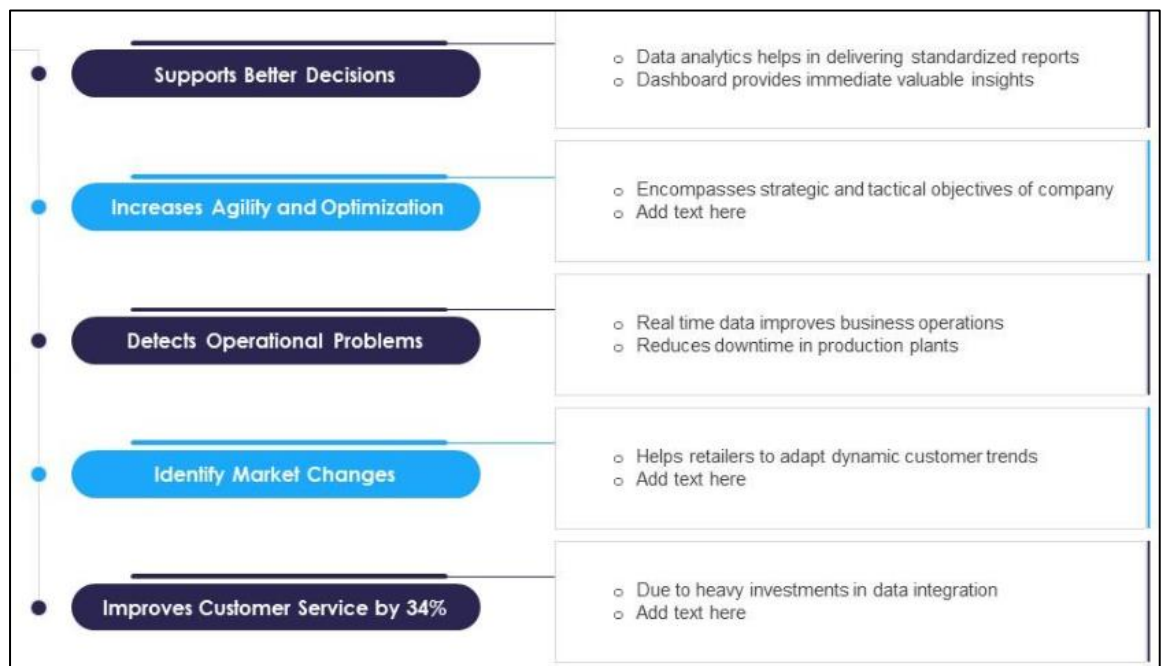 Supports Better Decisions
o Data analytics helps in delivering standardized reports
o Dashboard provides immediate valuable insights
Increases Agility and Optimization
o Encompasses strategic and tactical objectives of company
o Add text here
Detects Operational Problems
o Real time data improves business operations
o Reduces downtime in production plants
Identify Market Changes
o Helps retailers to adapt dynamic customer trends
o Add text here
Improves Customer Service by 34%
o Due to heavy investments in data integration
o Add text here